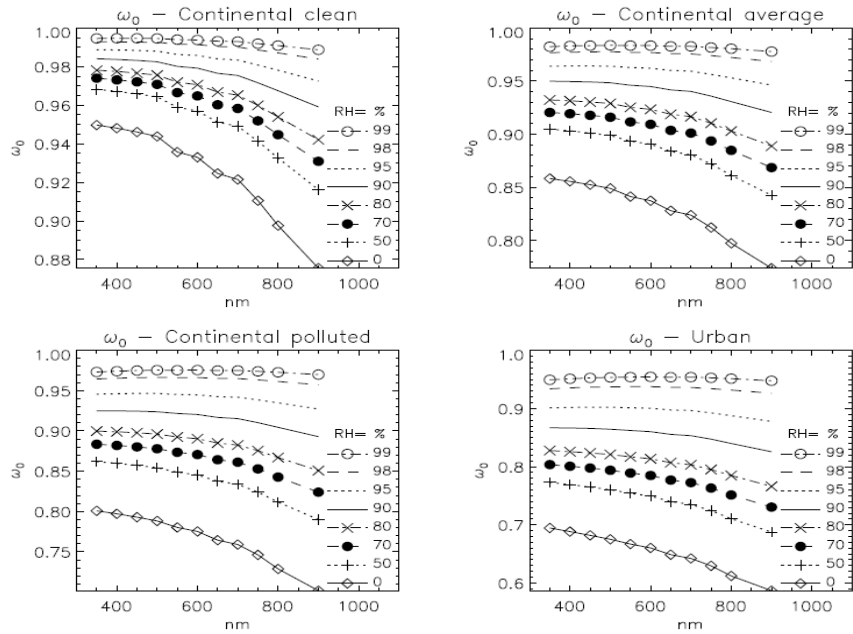 ω₀ − Continental clean
1.00
0.98
0.96
0.94
0.92
0.90
0.88
ω₀
RH= %
99
98
95
90
80
70
50
0
400 600 800 1000
nm
ω₀ − Continental average
1.00
0.95
0.90
0.85
0.80
ω₀
RH= %
99
98
95
90
80
70
50
0
400 600 800 1000
nm
ω₀ − Continental polluted
1.00
0.95
0.90
0.85
0.80
0.75
ω₀
RH= %
99
98
95
90
80
70
50
0
400 600 800 1000
nm
ω₀ − Urban
1.0
0.9
0.8
0.7
0.6
ω₀
RH= %
99
98
95
90
80
70
50
0
400 600 800 1000
nm